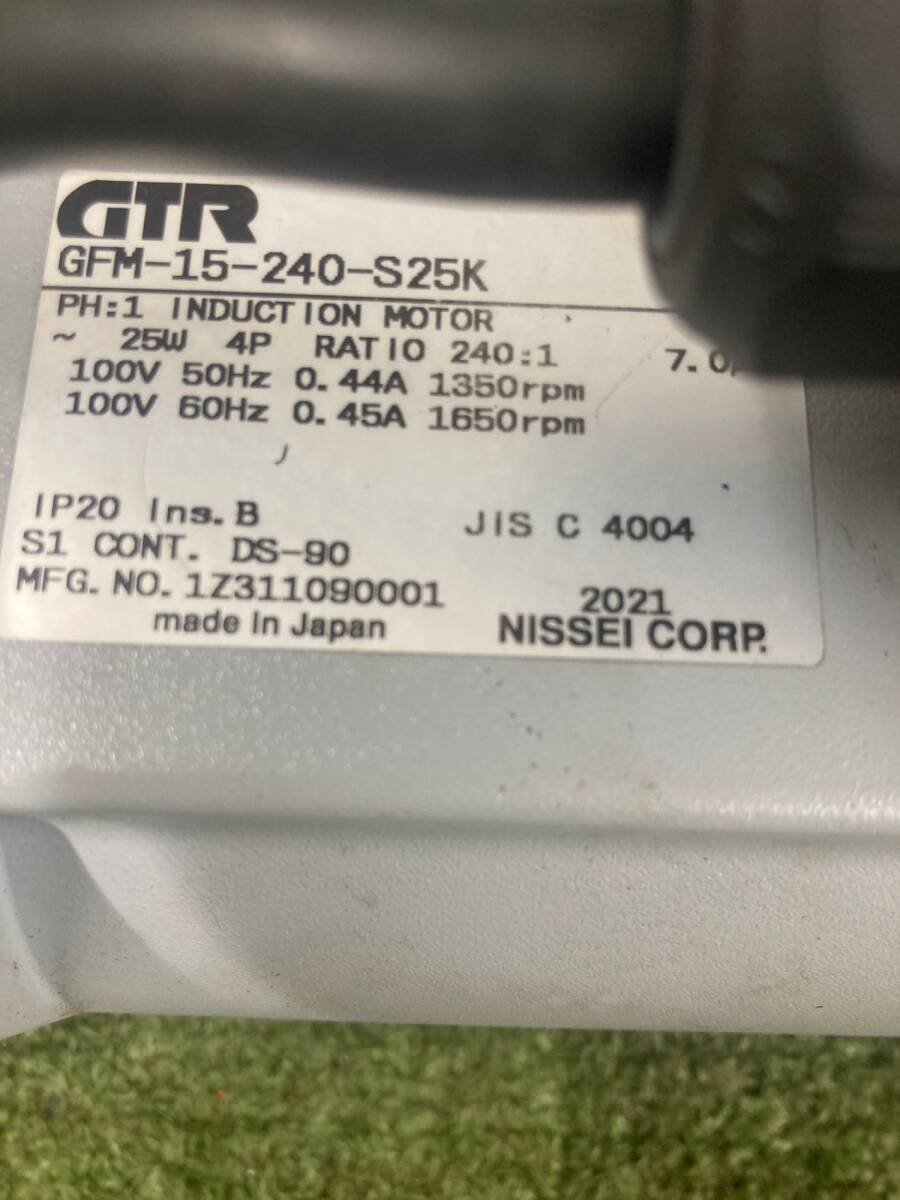 GTR
GFM-15-240-S25K
PH:1 INDUCTION MOTOR
~ 25W 4P RATIO 240:1 7.0
100V 50Hz 0.44A 1350rpm
100V 60Hz 0.45A 1650rpm
IP20 Ins.B JIS C 4004
S1 CONT. DS-90
MFG.NO.1Z311090001 2021
made In Japan NISSEI CORP.